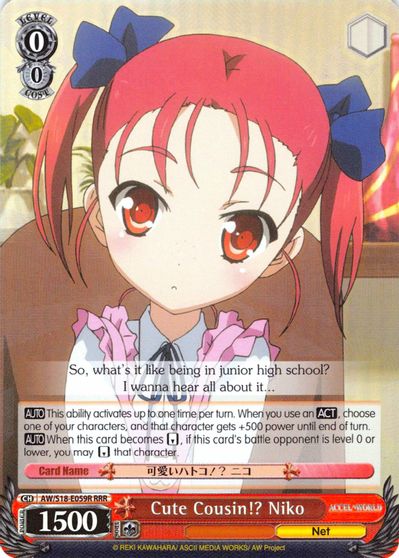 LEVEL
0
0
COST
So, what's it like being in junior high school?
I wanna hear all about it...
AUTO This ability activates up to one time per turn. When you use an ACT, choose
one of your characters, and that character gets +500 power until end of turn.
AUTO When this card becomes [ ], if this card's battle opponent is level 0 or
lower, you may [ ] that character.
Card Name
可愛いハトコ!? ニコ
CH AW/S18-E059R RRR
POWER
1500
SOUL
Cute Cousin!? Niko
ACCEL·WORLD
Net
© REKI KAWAHARA/ ASCII MEDIA WORKS/ AW Project